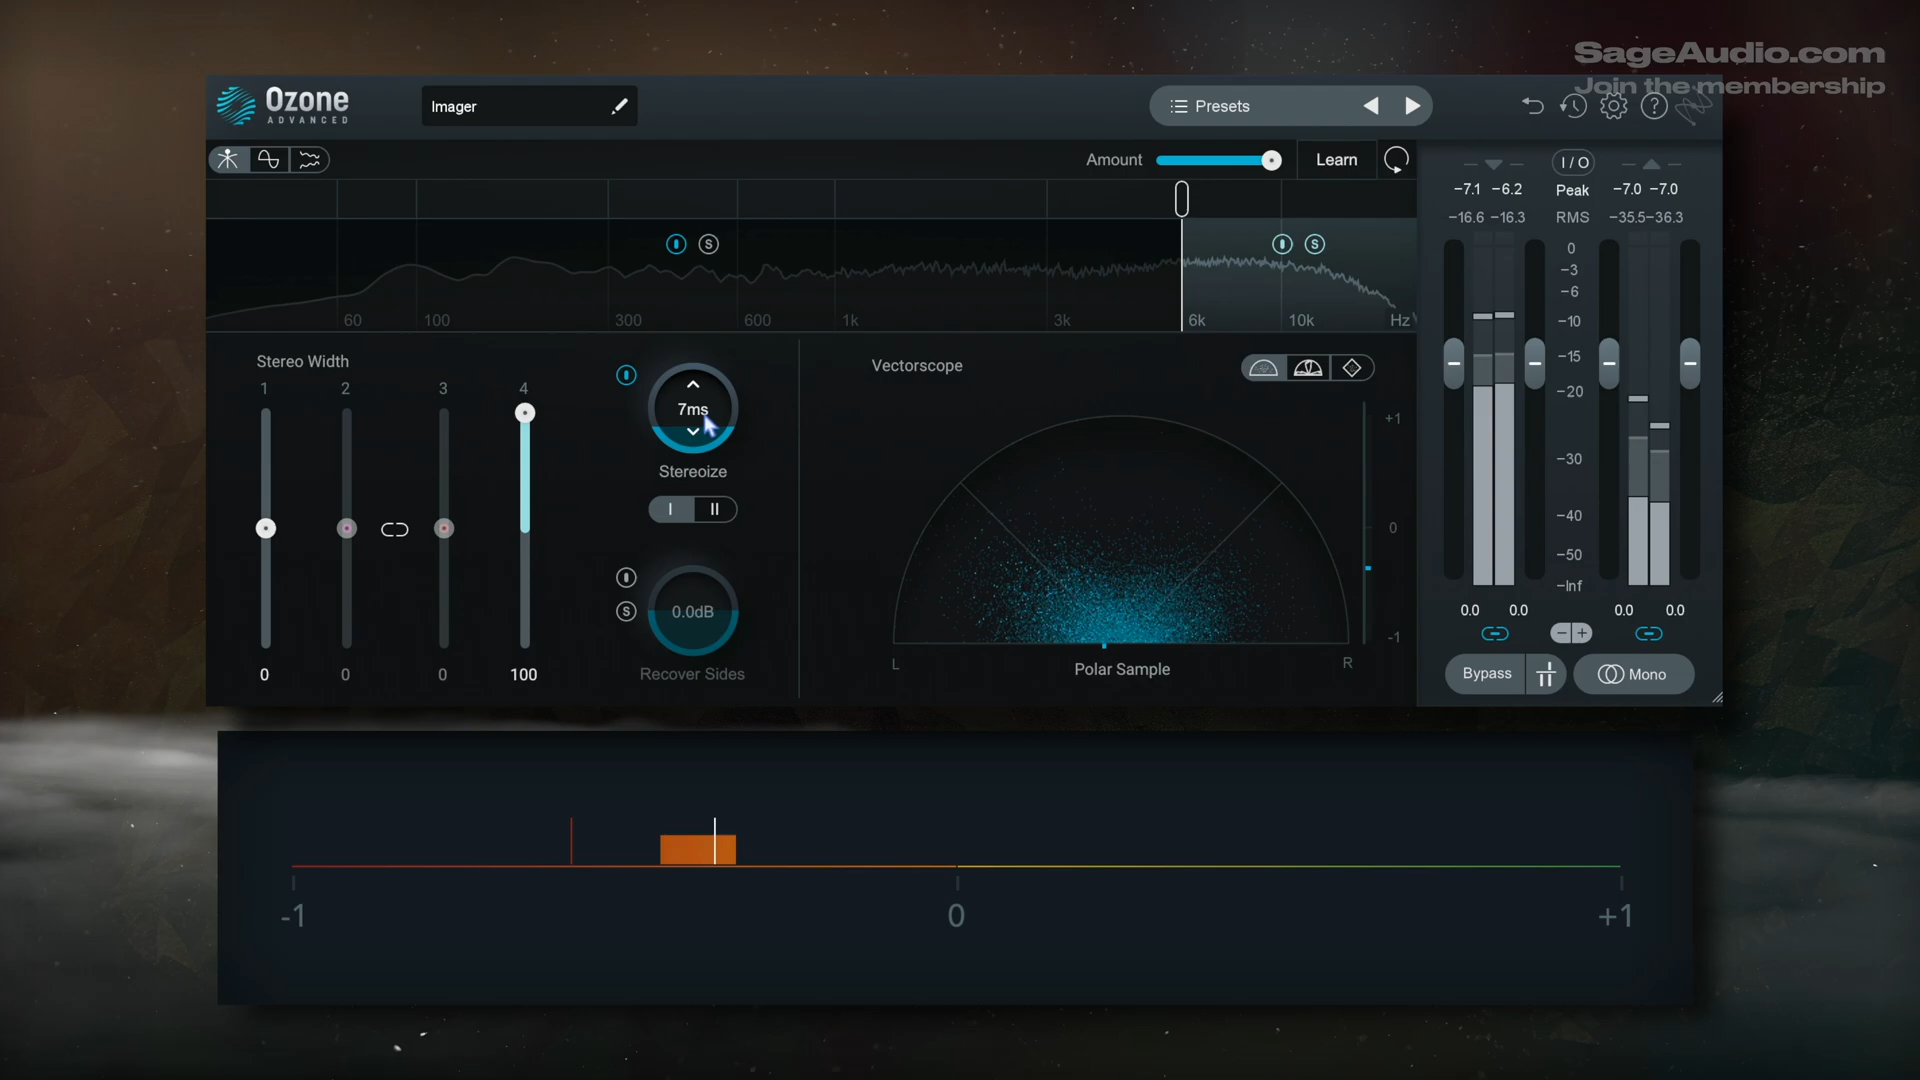 SageAudio.com
Join the membership
Ozone
ADVANCED
Imager
Presets
Amount
Learn
I / O
-7.1 -6.2 Peak -7.0 -7.0
-16.6 -16.3 RMS -35.5 -36.3
S
S
60 100 300 600 1k 3k 6k 10k Hz
0
-3
-6
-10
-15
-20
-30
-40
-50
-Inf
0.0 0.0 0.0 0.0
Bypass
Mono
Stereo Width
1 2 3 4
0 0 0 100
7ms
Stereoize
I II
S
0.0dB
Recover Sides
Vectorscope
+1
0
-1
L R
Polar Sample
-1 0 +1